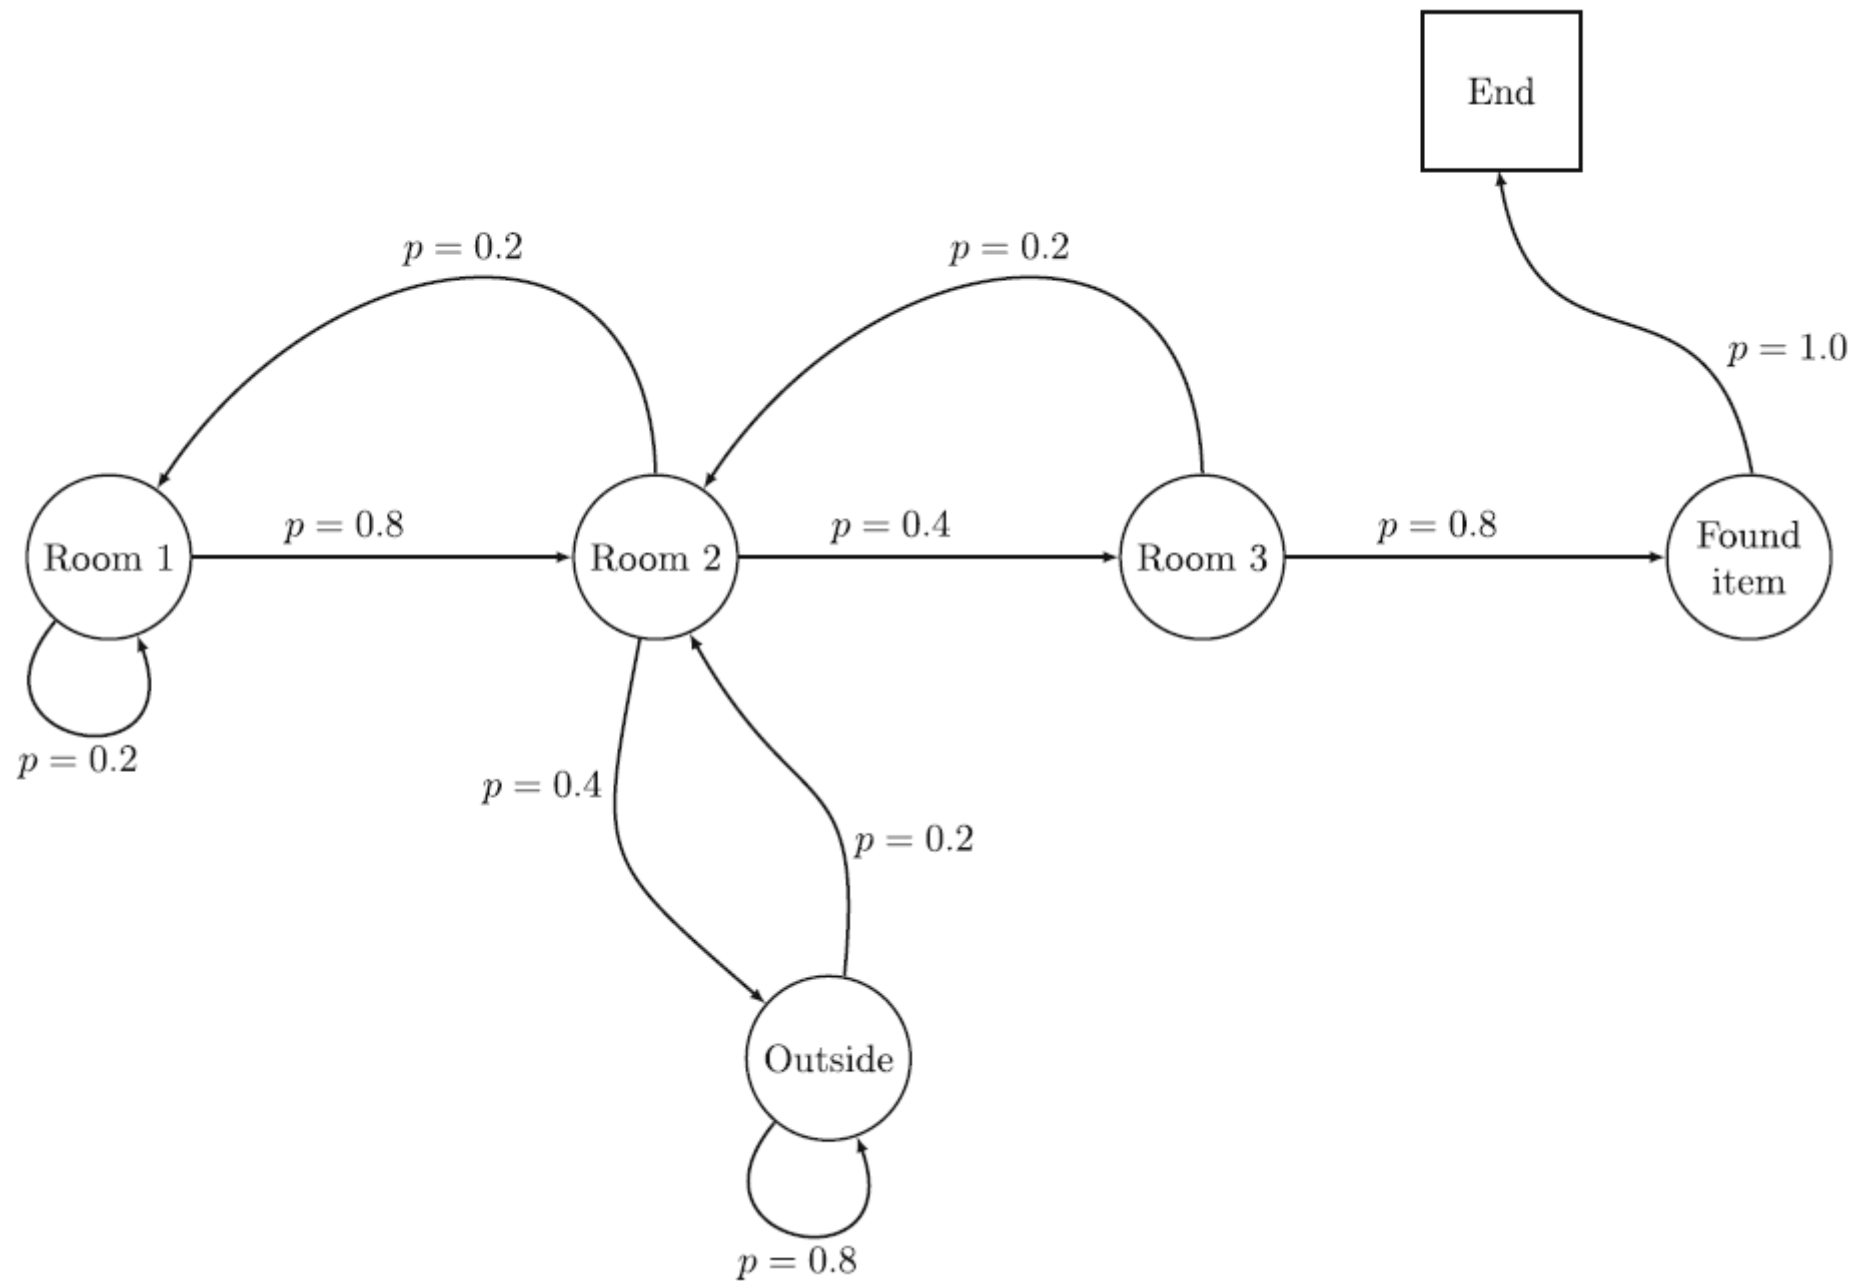 End
p = 0.2
p = 0.2
p = 1.0
Room 1
p = 0.8
Room 2
p = 0.4
Room 3
p = 0.8
Found
item
p = 0.2
p = 0.4
p = 0.2
Outside
p = 0.8